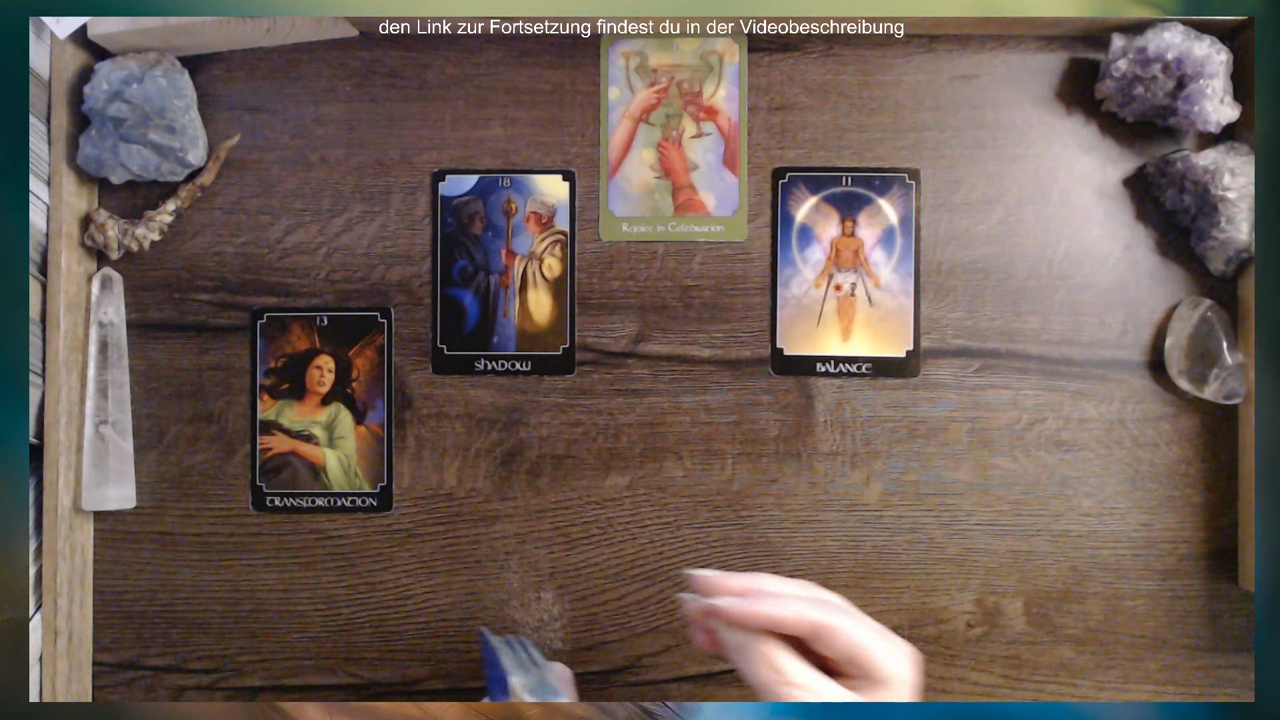 den Link zur Fortsetzung findest du in der Videobeschreibung
Rejoice in Celebration
18
SHADOW
11
BALANCE
13
TRANSFORMATION